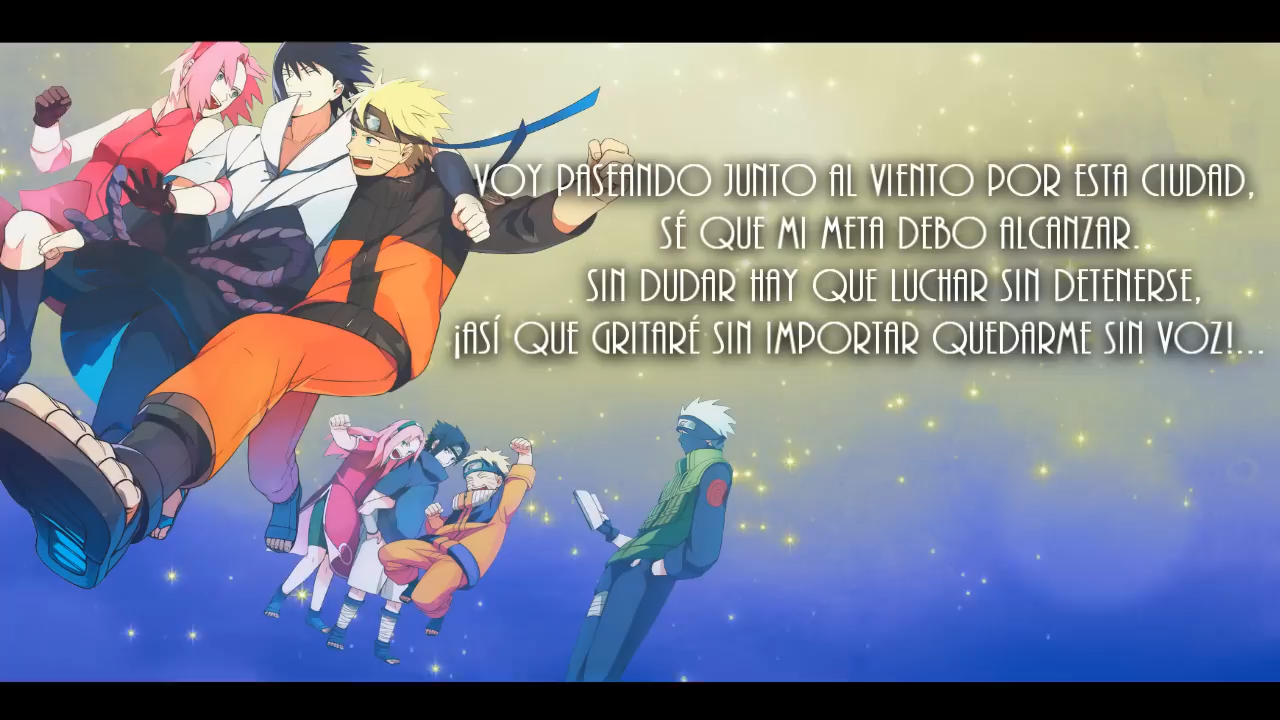 VOY PASEANDO JUNTO AL VIENTO POR ESTA CIUDAD,
SÉ QUE MI META DEBO ALCANZAR.
SIN DUDAR HAY QUE LUCHAR SIN DETENERSE,
¡ASÍ QUE GRITARÉ SIN IMPORTAR QUEDARME SIN VOZ!...